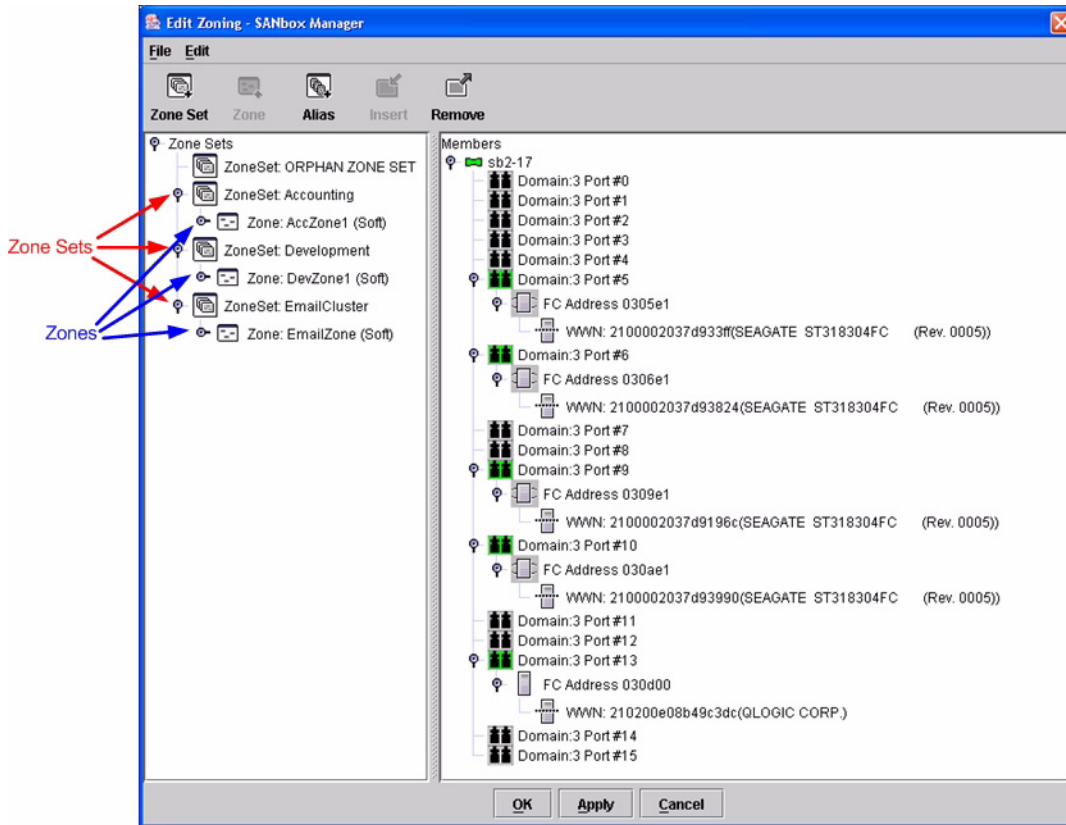 Edit Zoning - SANbox Manager
File Edit
Zone Set Zone Alias Insert Remove
Zone Sets
ZoneSet: ORPHAN ZONE SET
ZoneSet: Accounting
Zone: AccZone1 (Soft)
ZoneSet: Development
Zone: DevZone1 (Soft)
ZoneSet: EmailCluster
Zone: EmailZone (Soft)
Zone Sets
Zones
Members
sb2-17
Domain:3 Port#0
Domain:3 Port#1
Domain:3 Port#2
Domain:3 Port#3
Domain:3 Port#4
Domain:3 Port#5
FC Address 0305e1
WWN: 2100002037d933ff(SEAGATE ST318304FC (Rev. 0005))
Domain:3 Port#6
FC Address 0306e1
WWN: 2100002037d93824(SEAGATE ST318304FC (Rev. 0005))
Domain:3 Port#7
Domain:3 Port#8
Domain:3 Port#9
FC Address 0309e1
WWN: 2100002037d9196c(SEAGATE ST318304FC (Rev. 0005))
Domain:3 Port#10
FC Address 030ae1
WWN: 2100002037d93990(SEAGATE ST318304FC (Rev. 0005))
Domain:3 Port#11
Domain:3 Port#12
Domain:3 Port#13
FC Address 030d00
WWN: 210200e08b49c3dc(QLOGIC CORP.)
Domain:3 Port#14
Domain:3 Port#15
OK Apply Cancel